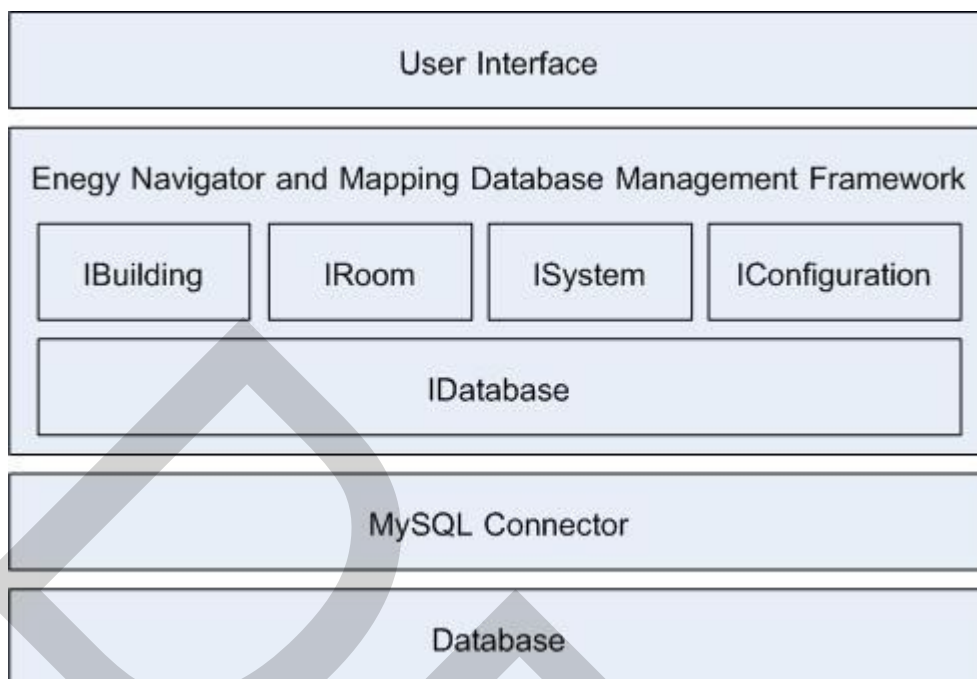 User Interface
Enegy Navigator and Mapping Database Management Framework
IBuilding
IRoom
ISystem
IConfiguration
IDatabase
MySQL Connector
Database